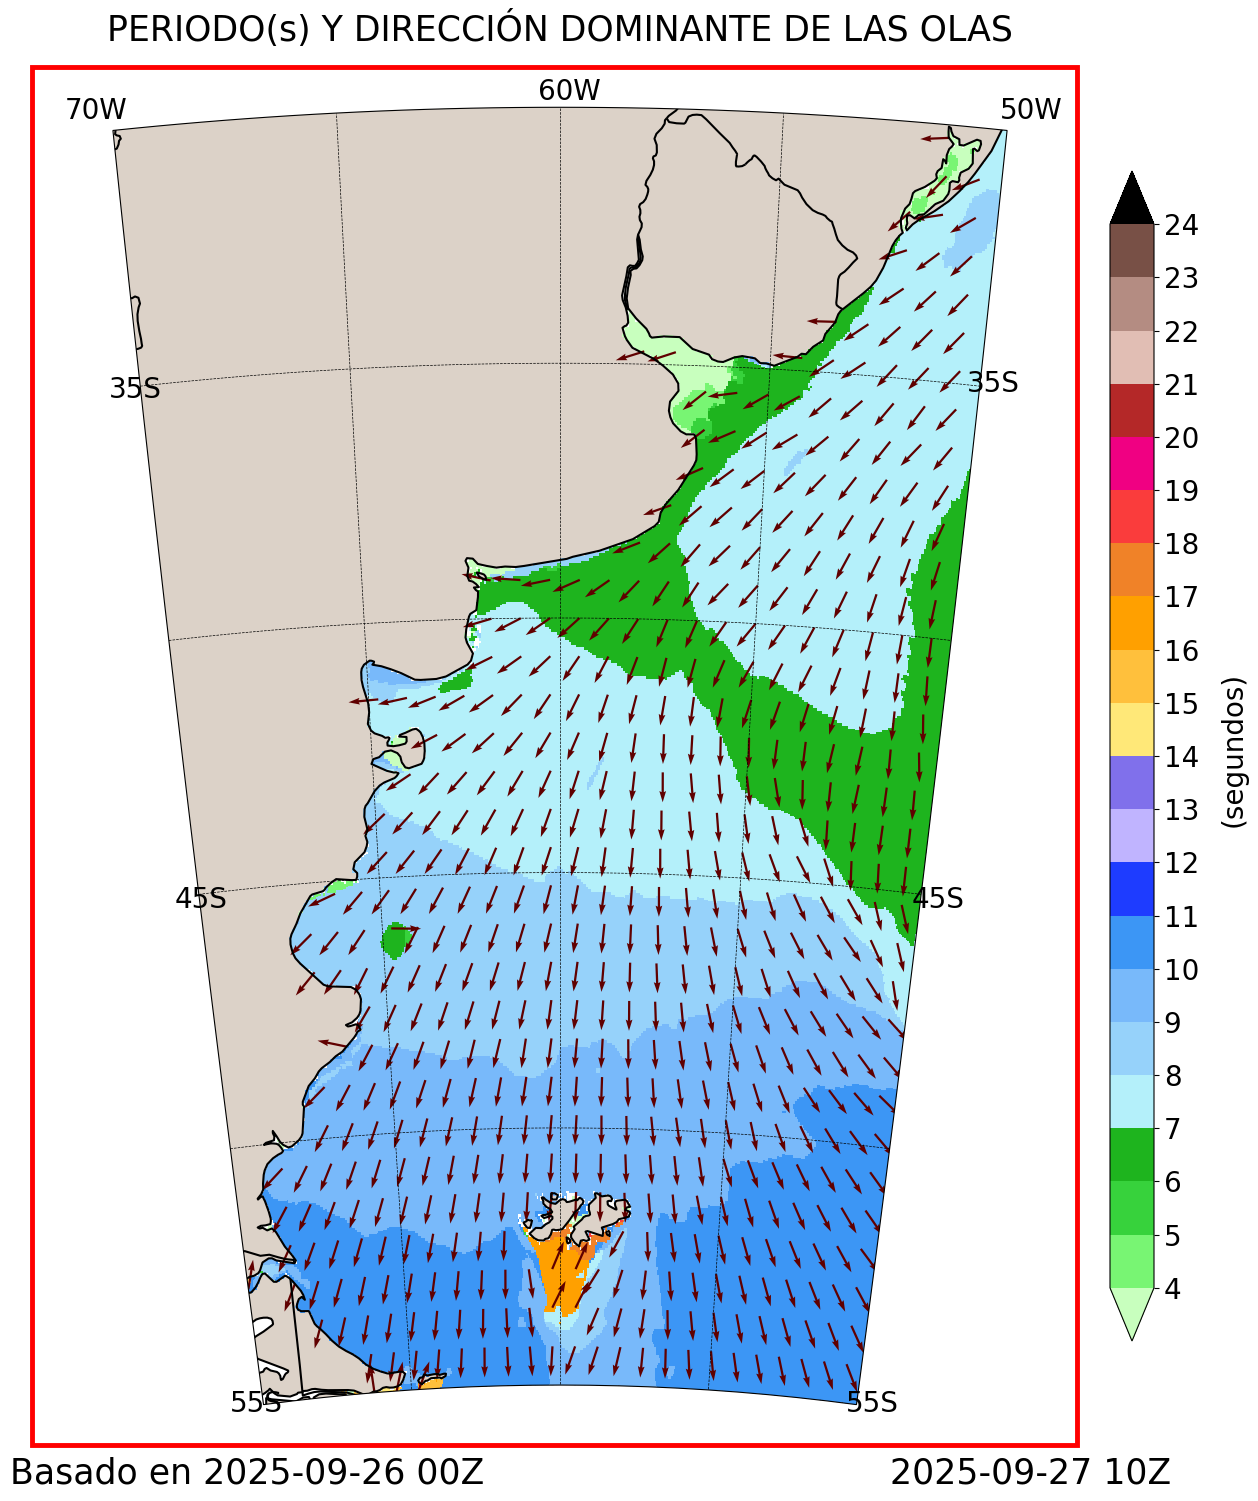 PERIODO(s) Y DIRECCIÓN DOMINANTE DE LAS OLAS
70W
60W
50W
35S
35S
45S
45S
55S
55S
24
23
22
21
20
19
18
17
16
15
14
13
12
11
10
9
8
7
6
5
4
(segundos)
Basado en 2025-09-26 00Z
2025-09-27 10Z